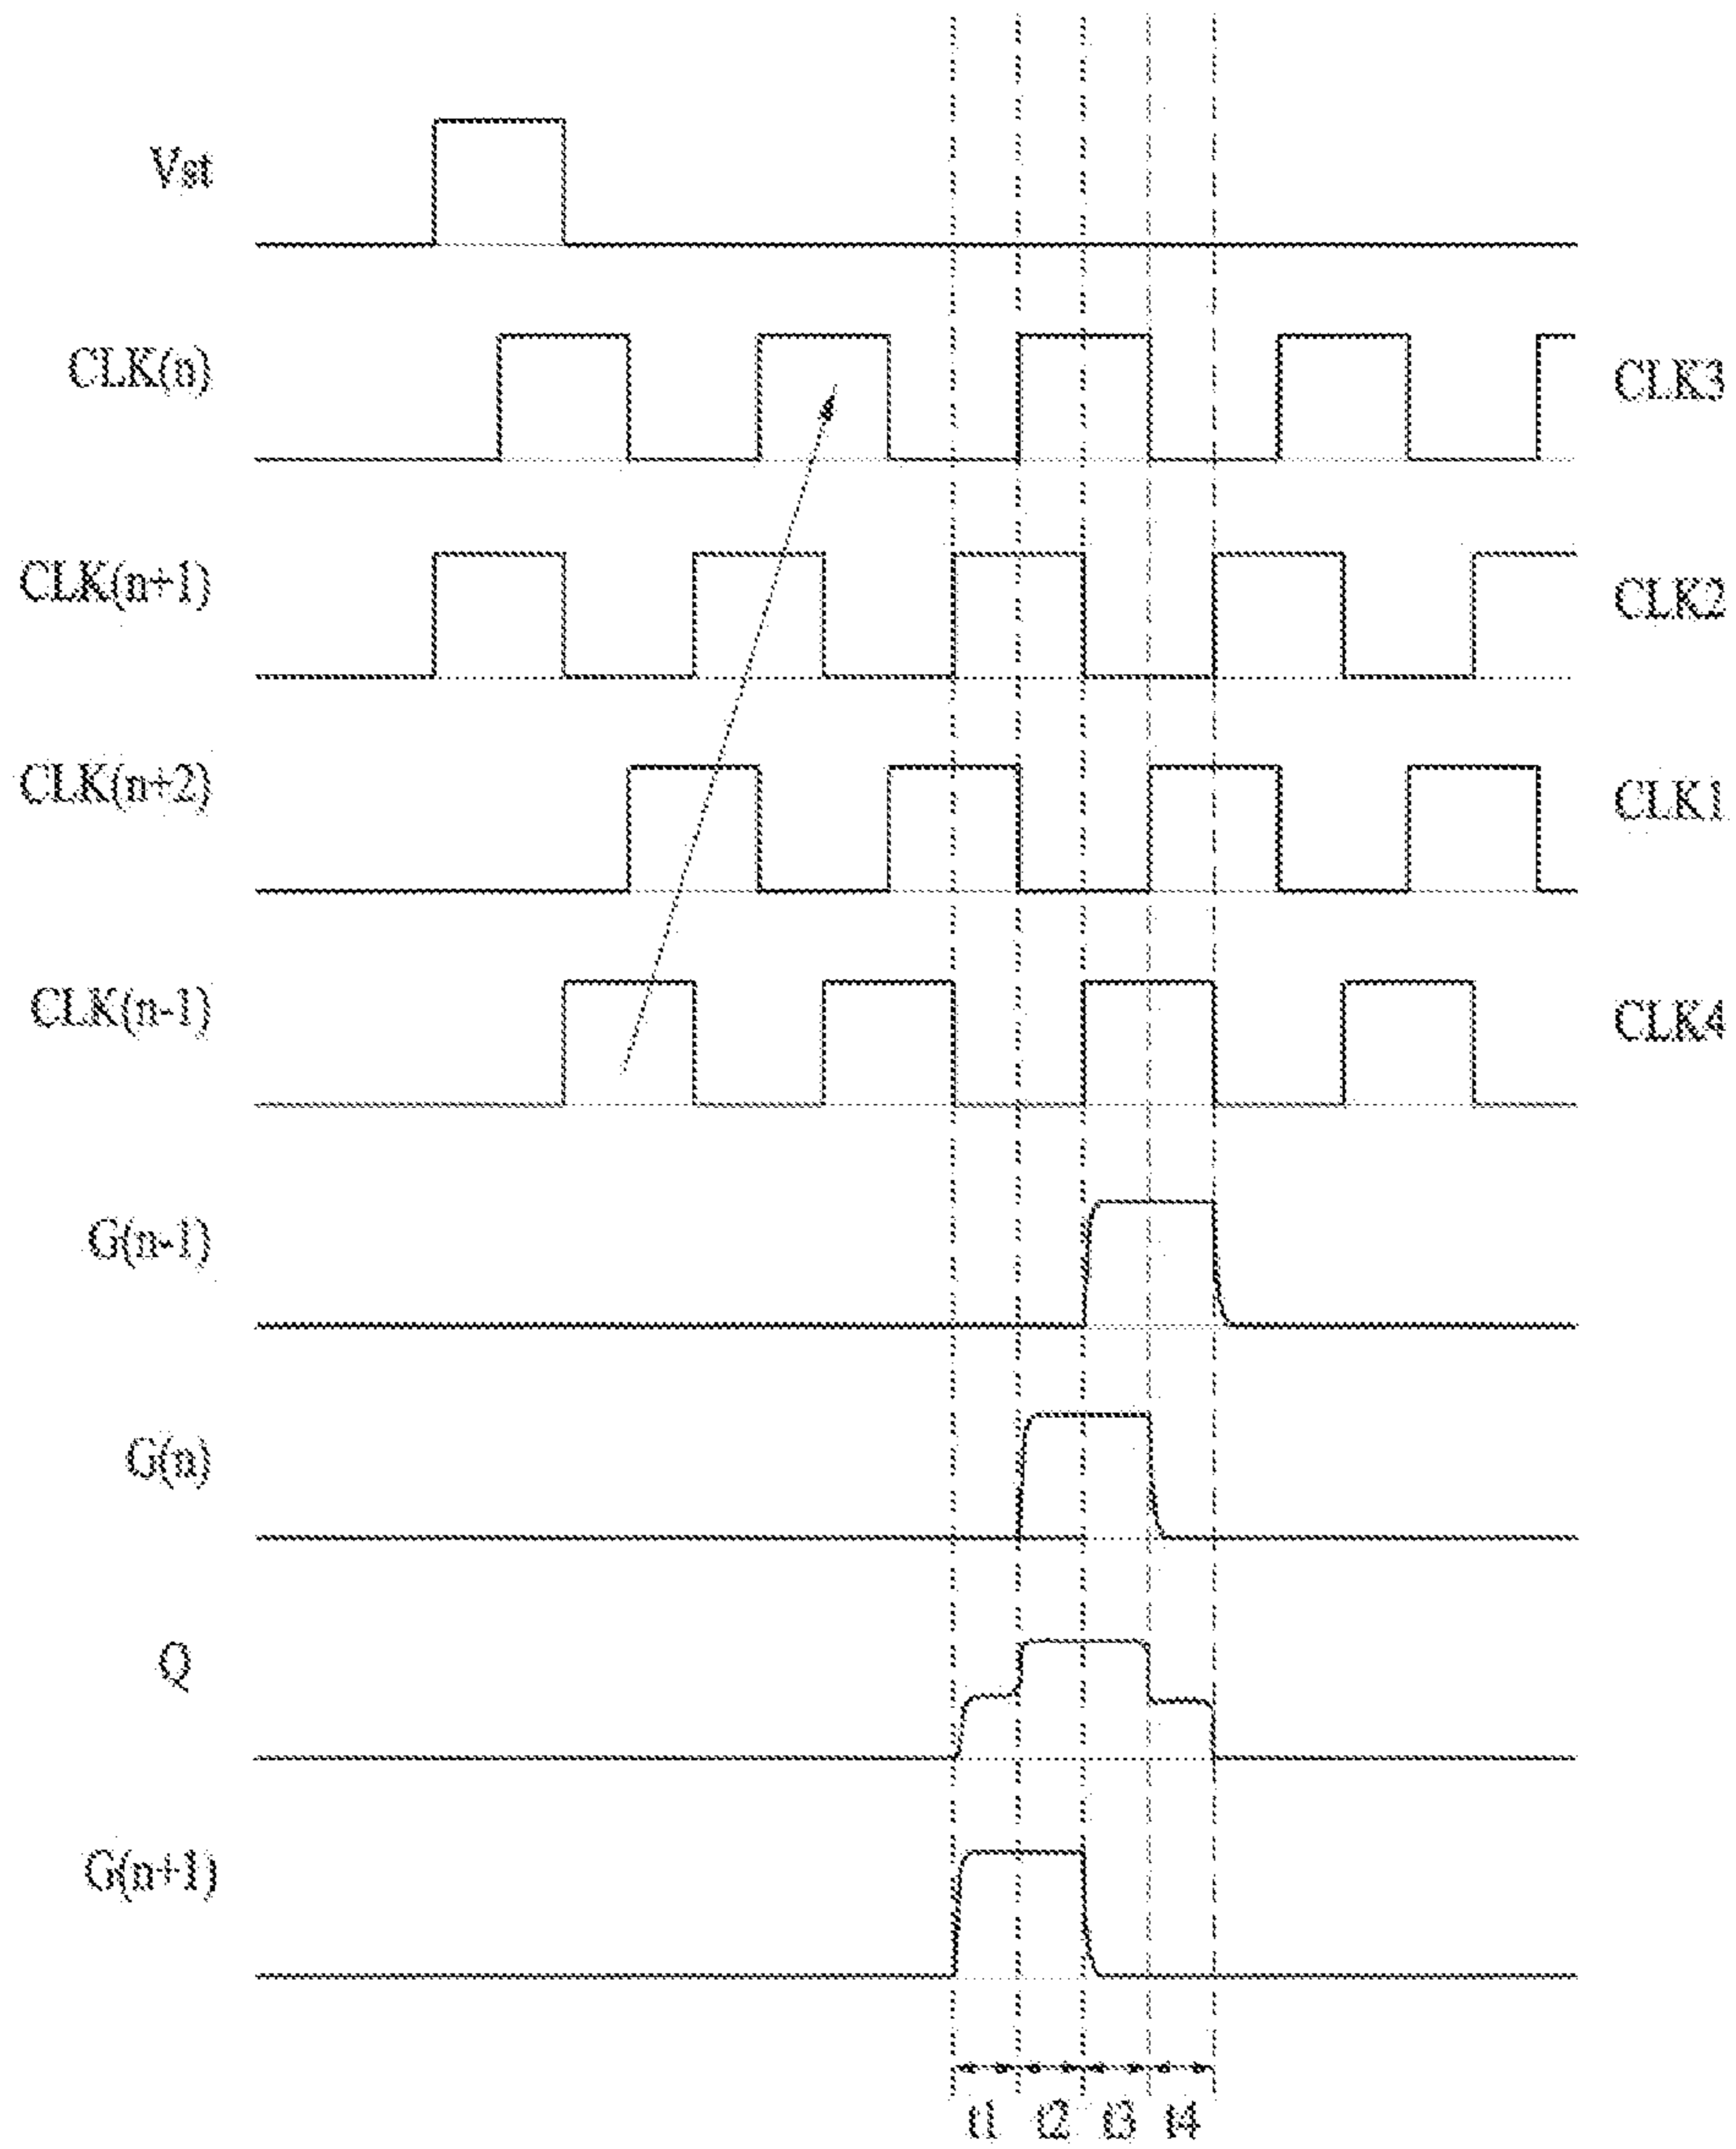 Vst
CLK(n) CLK3
CLK(n+1) CLK2
CLK(n+2) CLK1
CLK(n-1) CLK4
G(n-1)
G(n)
Q
G(n+1)
t1 t2 t3 t4